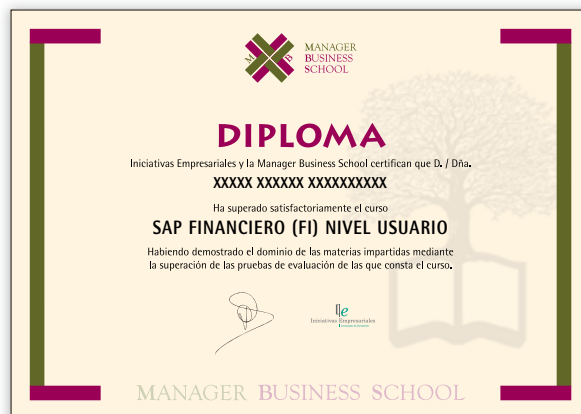 M B
MANAGER
BUSINESS
SCHOOL
DIPLOMA
Iniciativas Empresariales y la Manager Business School certifican que D. / Dña.
XXXXX XXXXXX XXXXXXXXXX
Ha superado satisfactoriamente el curso
SAP FINANCIERO (FI) NIVEL USUARIO
Habiendo demostrado el dominio de las materias impartidas mediante
la superación de las pruebas de evaluación de las que consta el curso.
Ie
Iniciativas Empresariales
MANAGER BUSINESS SCHOOL